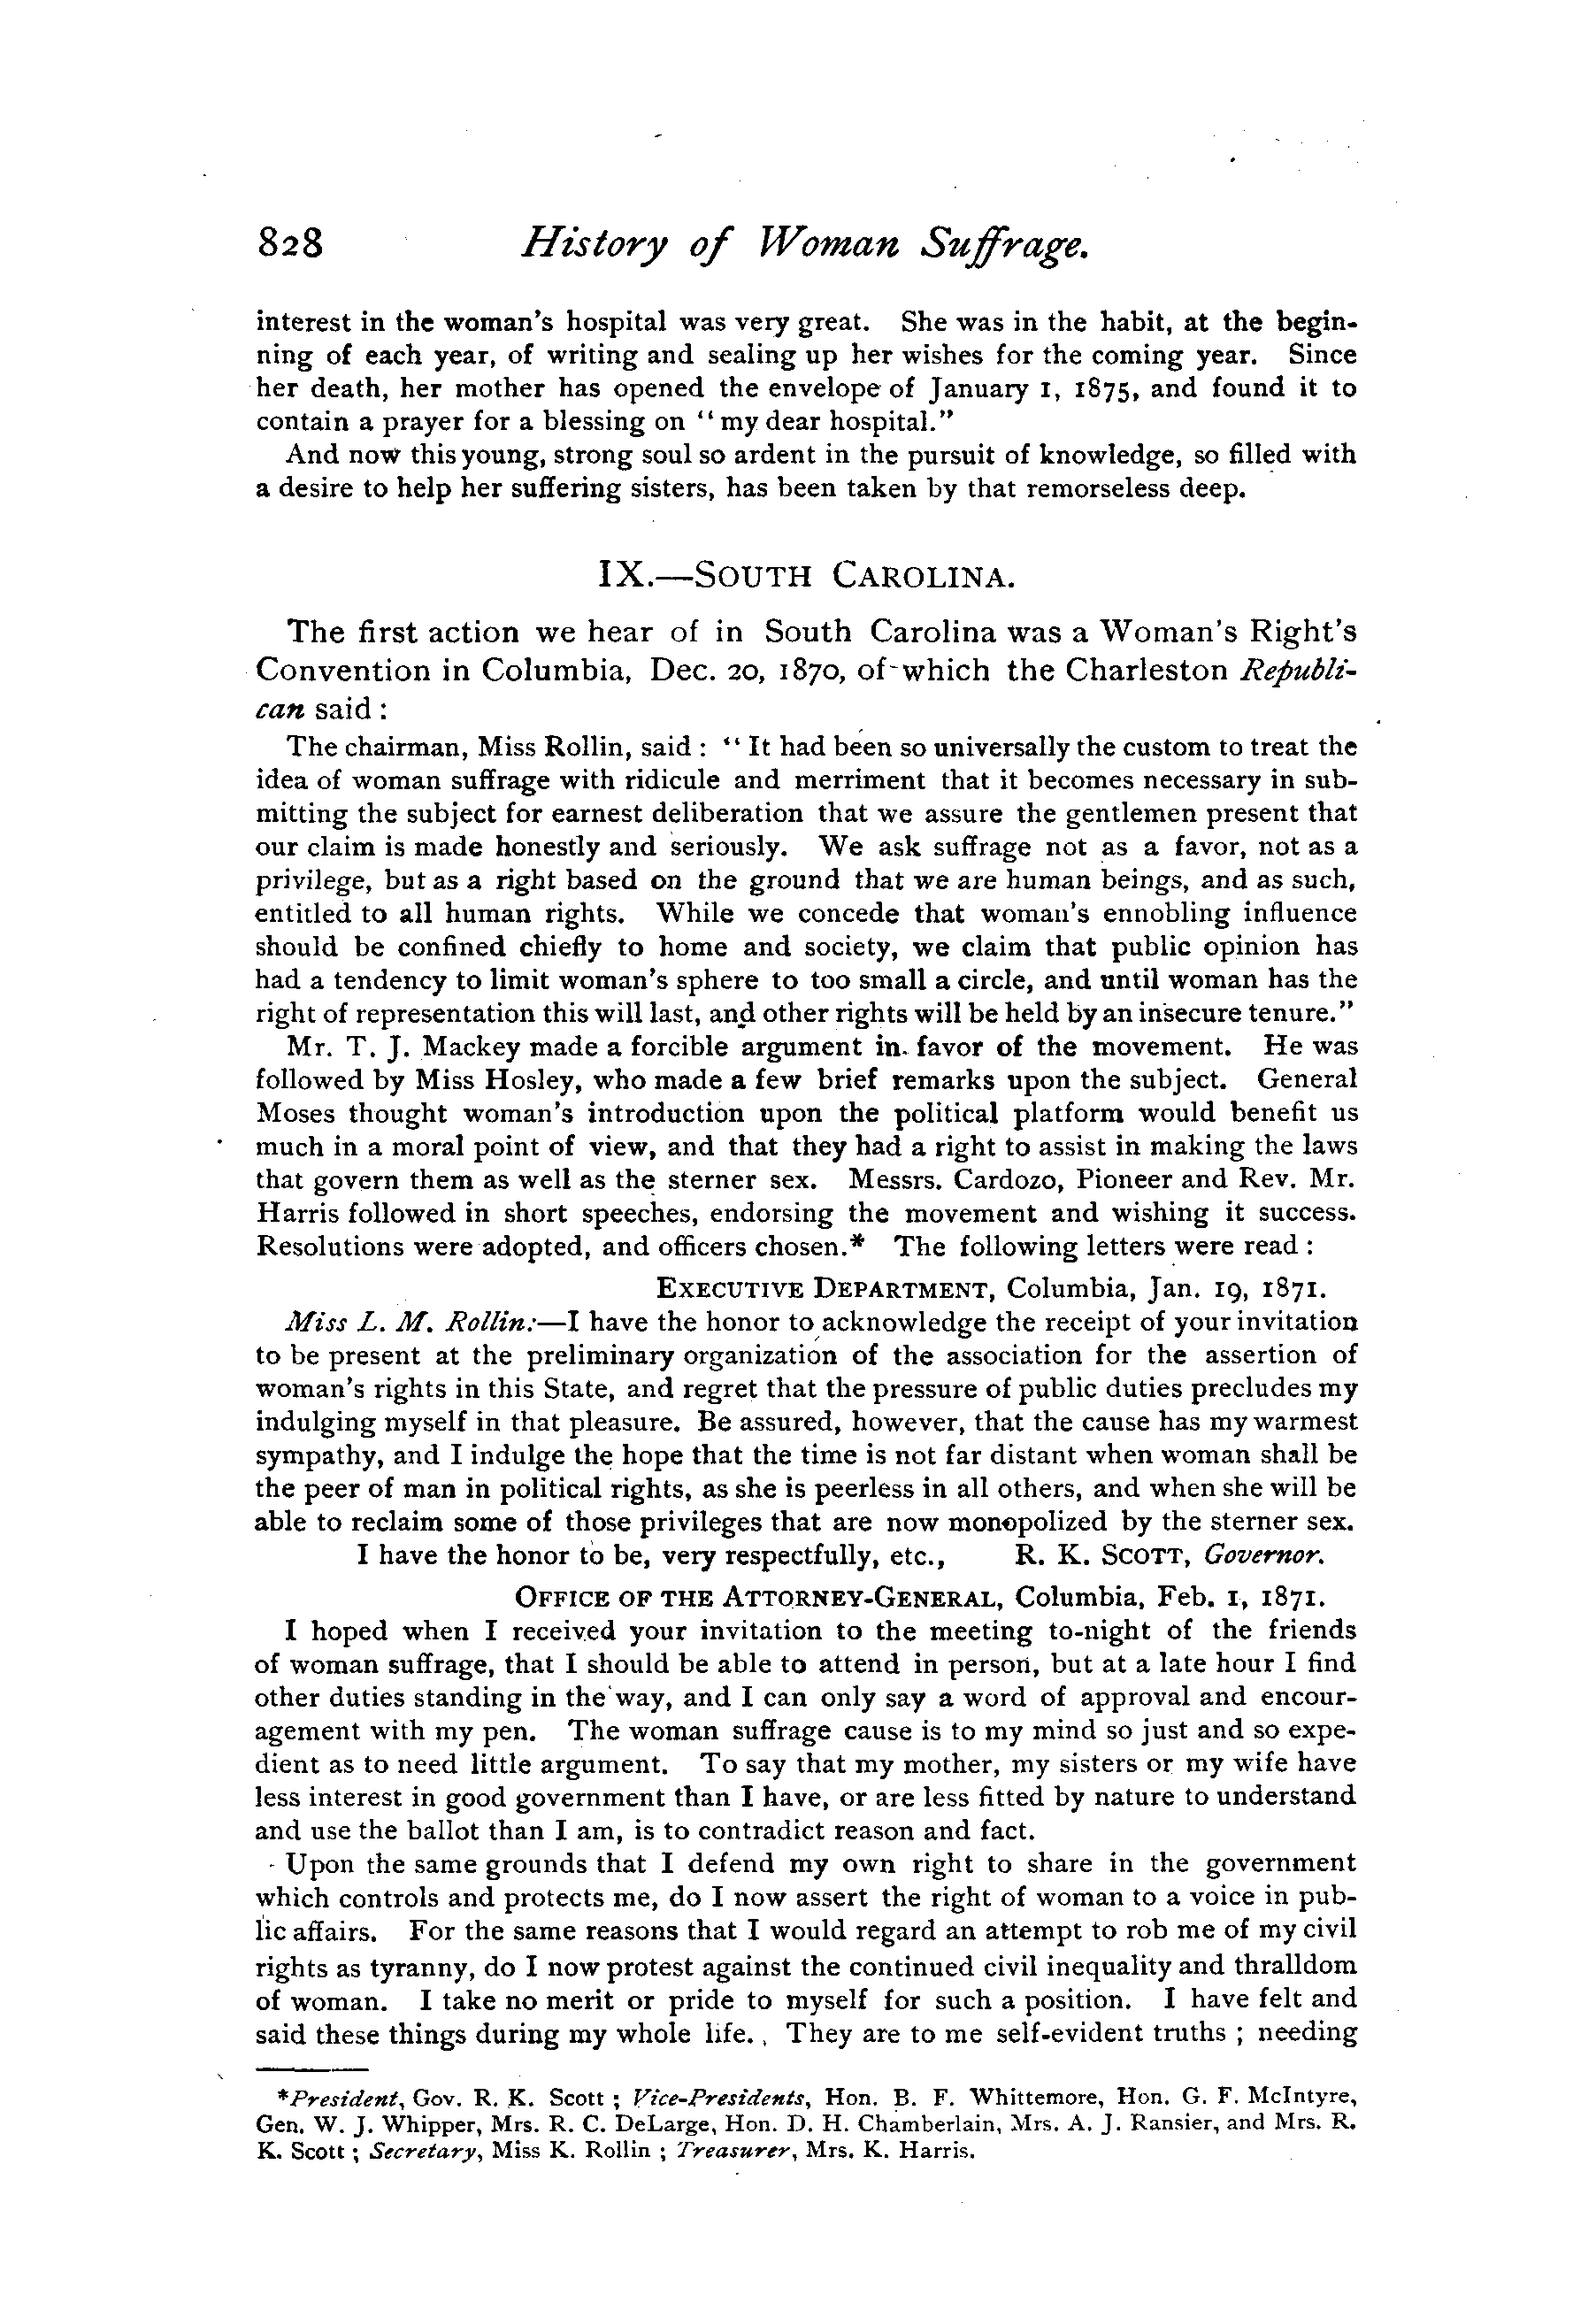 828 History of Woman Suffrage.
interest in the woman's hospital was very great. She was in the habit, at the begin-
ning of each year, of writing and sealing up her wishes for the coming year. Since
her death, her mother has opened the envelope of January 1, 1875, and found it to
contain a prayer for a blessing on "my dear hospital."
And now this young, strong soul so ardent in the pursuit of knowledge, so filled with
a desire to help her suffering sisters, has been taken by that remorseless deep.
IX.—SOUTH CAROLINA.
The first action we hear of in South Carolina was a Woman's Right's
Convention in Columbia, Dec. 20, 1870, of which the Charleston Republi-
can said :
The chairman, Miss Rollin, said : "It had been so universally the custom to treat the
idea of woman suffrage with ridicule and merriment that it becomes necessary in sub-
mitting the subject for earnest deliberation that we assure the gentlemen present that
our claim is made honestly and seriously. We ask suffrage not as a favor, not as a
privilege, but as a right based on the ground that we are human beings, and as such,
entitled to all human rights. While we concede that woman's ennobling influence
should be confined chiefly to home and society, we claim that public opinion has
had a tendency to limit woman's sphere to too small a circle, and until woman has the
right of representation this will last, and other rights will be held by an insecure tenure."
Mr. T. J. Mackey made a forcible argument in favor of the movement. He was
followed by Miss Hosley, who made a few brief remarks upon the subject. General
Moses thought woman's introduction upon the political platform would benefit us
much in a moral point of view, and that they had a right to assist in making the laws
that govern them as well as the sterner sex. Messrs. Cardozo, Pioneer and Rev. Mr.
Harris followed in short speeches, endorsing the movement and wishing it success.
Resolutions were adopted, and officers chosen.* The following letters were read :
EXECUTIVE DEPARTMENT, Columbia, Jan. 19, 1871.
Miss L. M. Rollin:—I have the honor to acknowledge the receipt of your invitation
to be present at the preliminary organization of the association for the assertion of
woman's rights in this State, and regret that the pressure of public duties precludes my
indulging myself in that pleasure. Be assured, however, that the cause has my warmest
sympathy, and I indulge the hope that the time is not far distant when woman shall be
the peer of man in political rights, as she is peerless in all others, and when she will be
able to reclaim some of those privileges that are now monopolized by the sterner sex.
I have the honor to be, very respectfully, etc., R. K. SCOTT, Governor.
OFFICE OF THE ATTORNEY-GENERAL, Columbia, Feb. 1, 1871.
I hoped when I received your invitation to the meeting to-night of the friends
of woman suffrage, that I should be able to attend in person, but at a late hour I find
other duties standing in the way, and I can only say a word of approval and encour-
agement with my pen. The woman suffrage cause is to my mind so just and so expe-
dient as to need little argument. To say that my mother, my sisters or my wife have
less interest in good government than I have, or are less fitted by nature to understand
and use the ballot than I am, is to contradict reason and fact.
Upon the same grounds that I defend my own right to share in the government
which controls and protects me, do I now assert the right of woman to a voice in pub-
lic affairs. For the same reasons that I would regard an attempt to rob me of my civil
rights as tyranny, do I now protest against the continued civil inequality and thralldom
of woman. I take no merit or pride to myself for such a position. I have felt and
said these things during my whole life. They are to me self-evident truths ; needing
*President, Gov. R. K. Scott ; Vice-Presidents, Hon. B. F. Whittemore, Hon. G. F. McIntyre,
Gen. W. J. Whipper, Mrs. R. C. DeLarge, Hon. D. H. Chamberlain, Mrs. A. J. Ransier, and Mrs. R.
K. Scott ; Secretary, Miss K. Rollin ; Treasurer, Mrs. K. Harris.